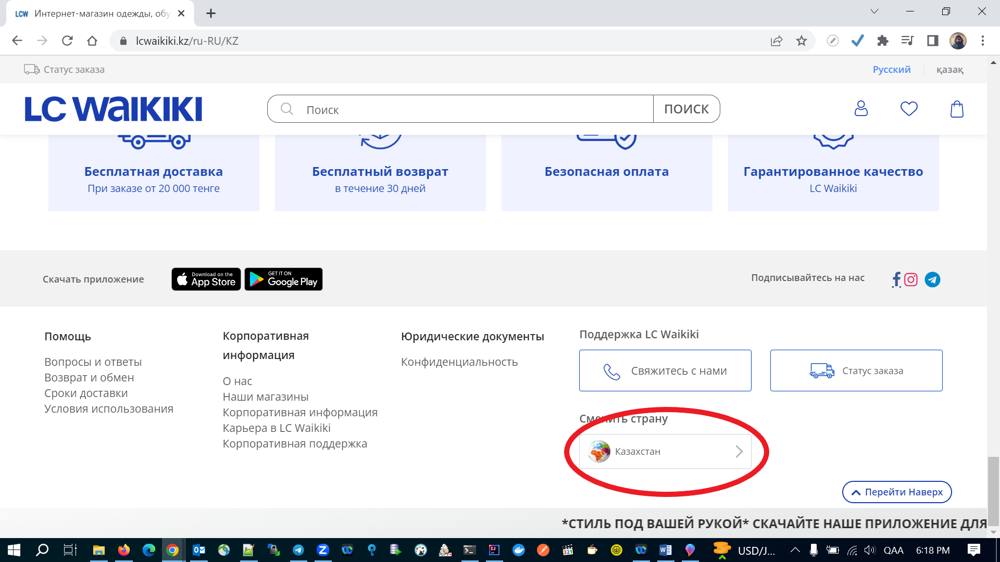 LCW Интернет-магазин одежды, обу
lcwaikiki.kz/ru-RU/KZ
Статус заказа
Русский
қазақ
LC WAIKIKI
Поиск
ПОИСК
Бесплатная доставка
При заказе от 20 000 тенге
Бесплатный возврат
в течение 30 дней
Безопасная оплата
Гарантированное качество
LC Waikiki
Скачать приложение
Download on the
App Store
GET IT ON
Google Play
Подписывайтесь на нас
Помощь
Вопросы и ответы
Возврат и обмен
Сроки доставки
Условия использования
Корпоративная
информация
О нас
Наши магазины
Корпоративная информация
Карьера в LC Waikiki
Корпоративная поддержка
Юридические документы
Конфиденциальность
Поддержка LC Waikiki
Свяжитесь с нами
Статус заказа
Сменить страну
Казахстан
Перейти Наверх
*СТИЛЬ ПОД ВАШЕЙ РУКОЙ* СКАЧАЙТЕ НАШЕ ПРИЛОЖЕНИЕ ДЛЯ
USD/J...
QAA
6:18 PM